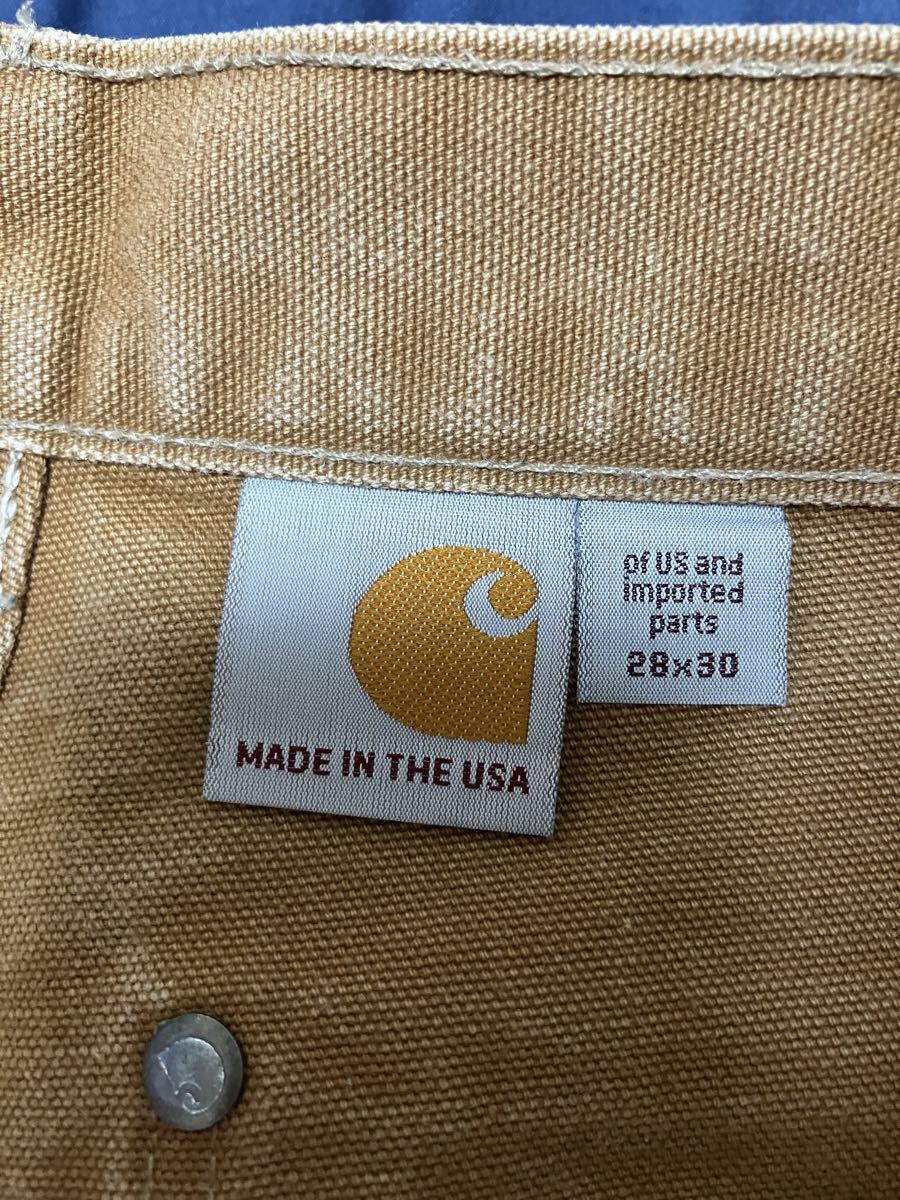 MADE IN THE USA
of US and
imported
parts
28x30